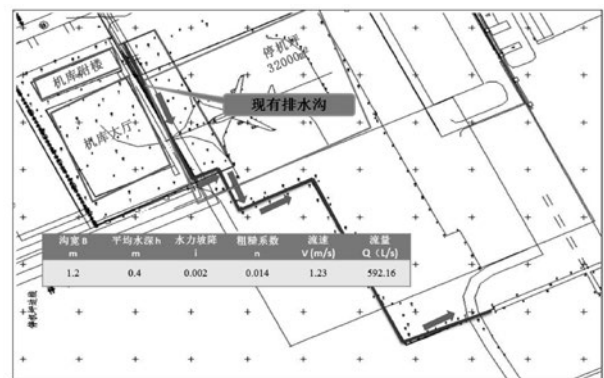 停机坪
32000㎡
机库附楼
现有排水沟
机库大厅
沟宽 B 平均水深 h 水力坡降 粗糙系数 流速 流量
m m i n V (m/s) Q（L/s）
1.2 0.4 0.002 0.014 1.23 592.16